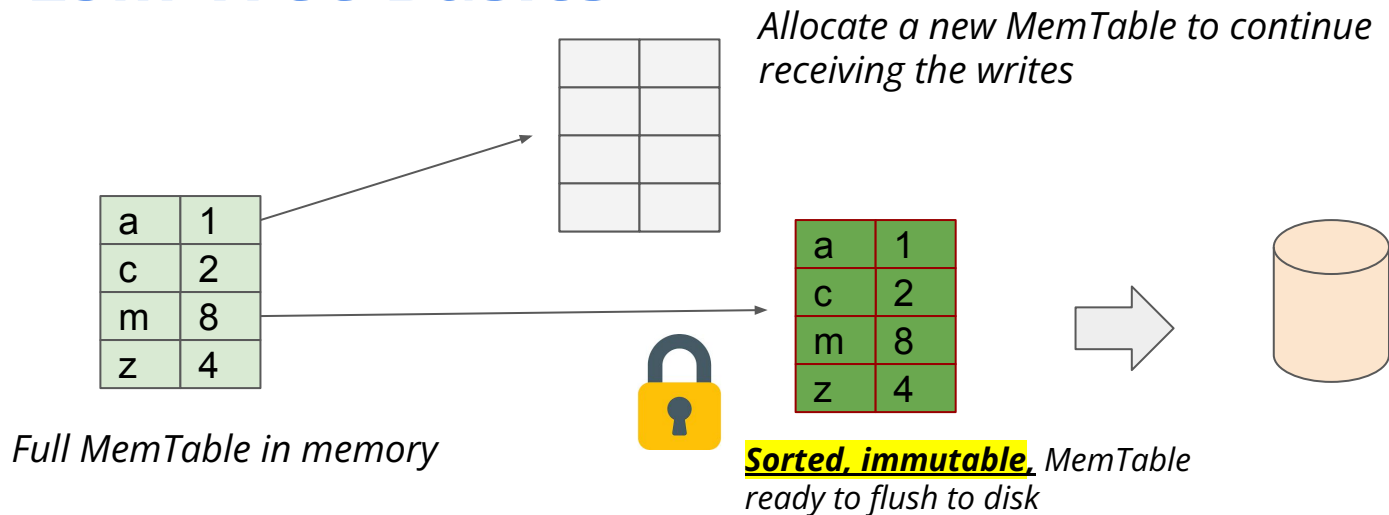 Allocate a new MemTable to continue
receiving the writes
a 1
c 2
m 8
z 4
Full MemTable in memory
a 1
c 2
m 8
z 4
Sorted, immutable, MemTable
ready to flush to disk